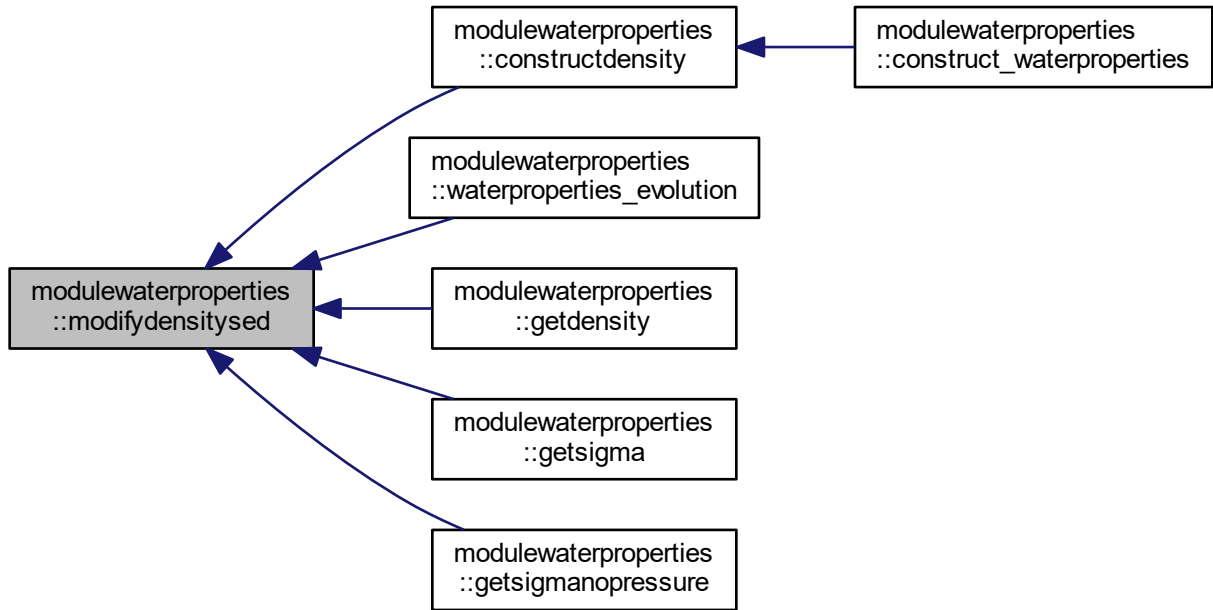 modulewaterproperties
::constructdensity
modulewaterproperties
::construct_waterproperties
modulewaterproperties
::waterproperties_evolution
modulewaterproperties
::modifydensitysed
modulewaterproperties
::getdensity
modulewaterproperties
::getsigma
modulewaterproperties
::getsigmanopressure